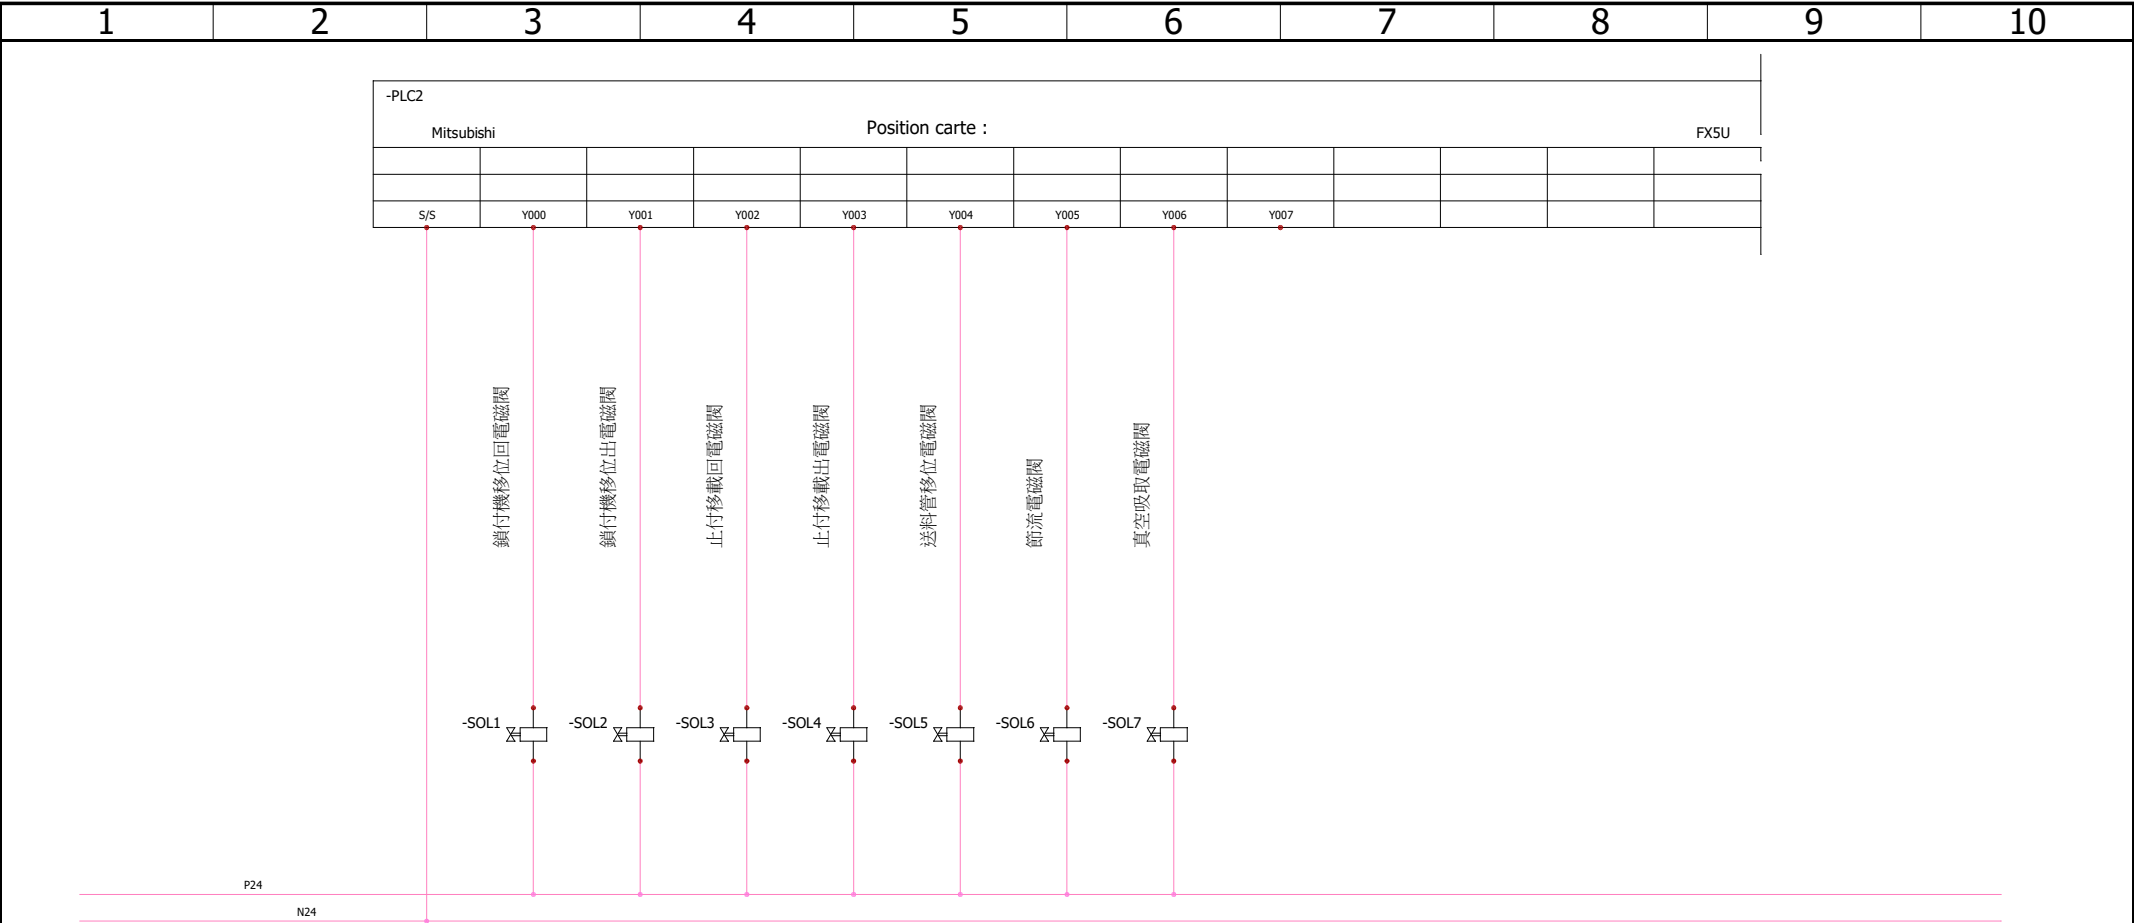 1 2 3 4 5 6 7 8 9 10
-PLC2
Mitsubishi Position carte : FX5U
S/S Y000 Y001 Y002 Y003 Y004 Y005 Y006 Y007
鎖付機移位回電磁閥
鎖付機移位出電磁閥
止付移載回電磁閥
止付移載出電磁閥
送料管移位電磁閥
節流電磁閥
真空吸取電磁閥
-SOL1 -SOL2 -SOL3 -SOL4 -SOL5 -SOL6 -SOL7
P24
N24